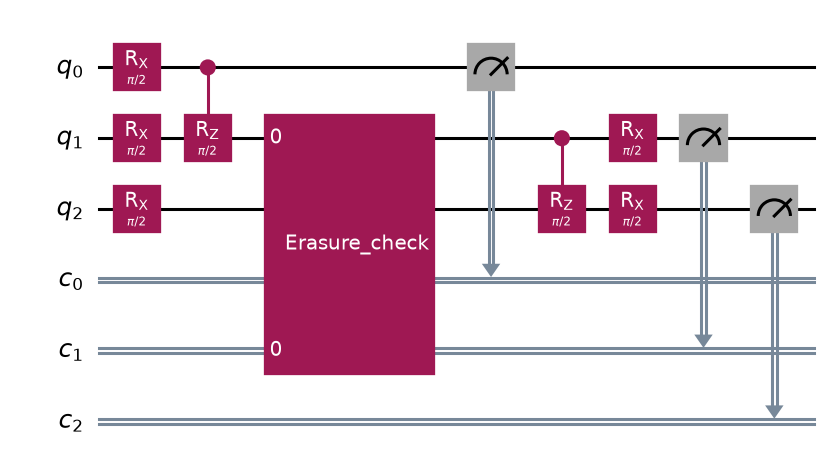 q0 RX π/2
q1 RX π/2 RZ π/2 0 RX π/2
q2 RX π/2 RZ π/2 RX π/2
Erasure_check
c0
c1 0
c2